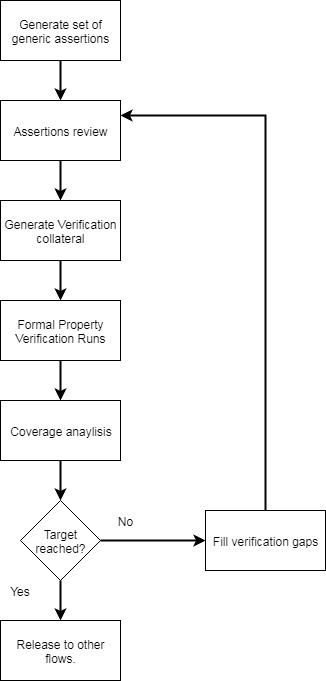 Generate set of
generic assertions
Assertions review
Generate Verification
collateral
Formal Property
Verification Runs
Coverage anaylisis
Target
reached?
No
Fill verification gaps
Yes
Release to other
flows.